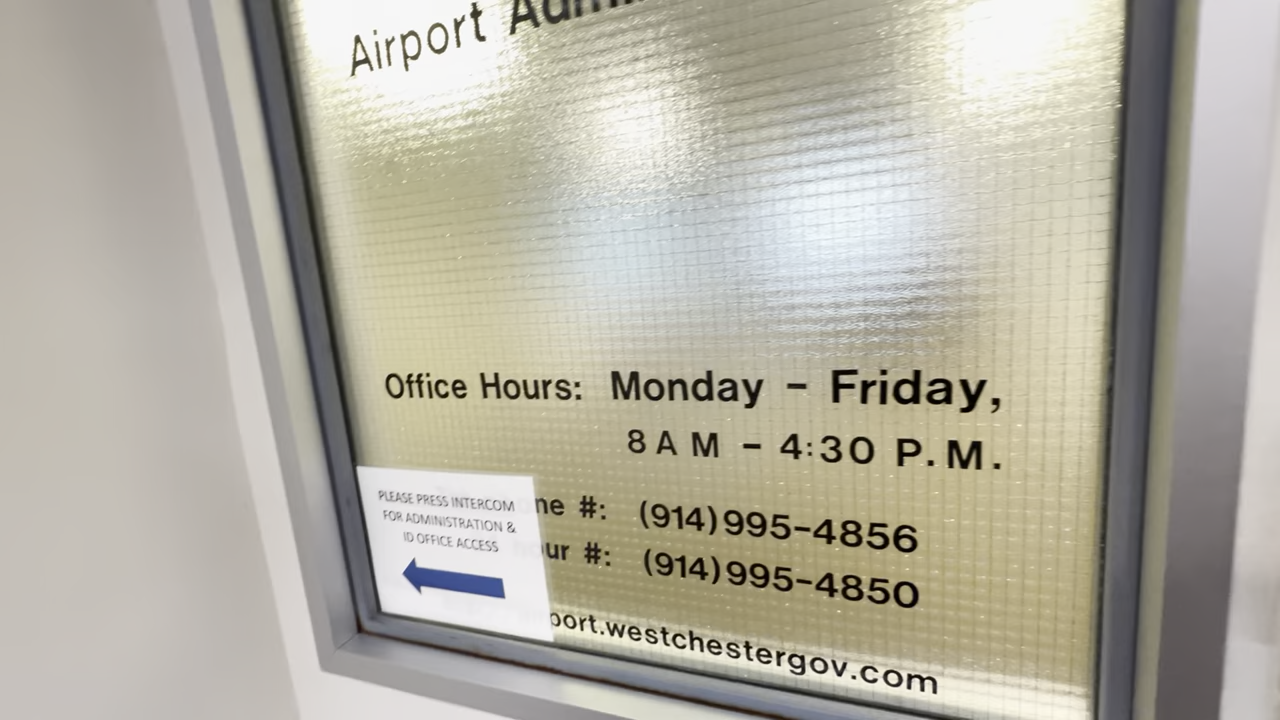 Airport
Office Hours: Monday - Friday,
8 AM - 4:30 P.M.
PLEASE PRESS INTERCOM
FOR ADMINISTRATION &
ID OFFICE ACCESS
ne #: (914)995-4856
our #: (914)995-4850
port.westchestergov.com